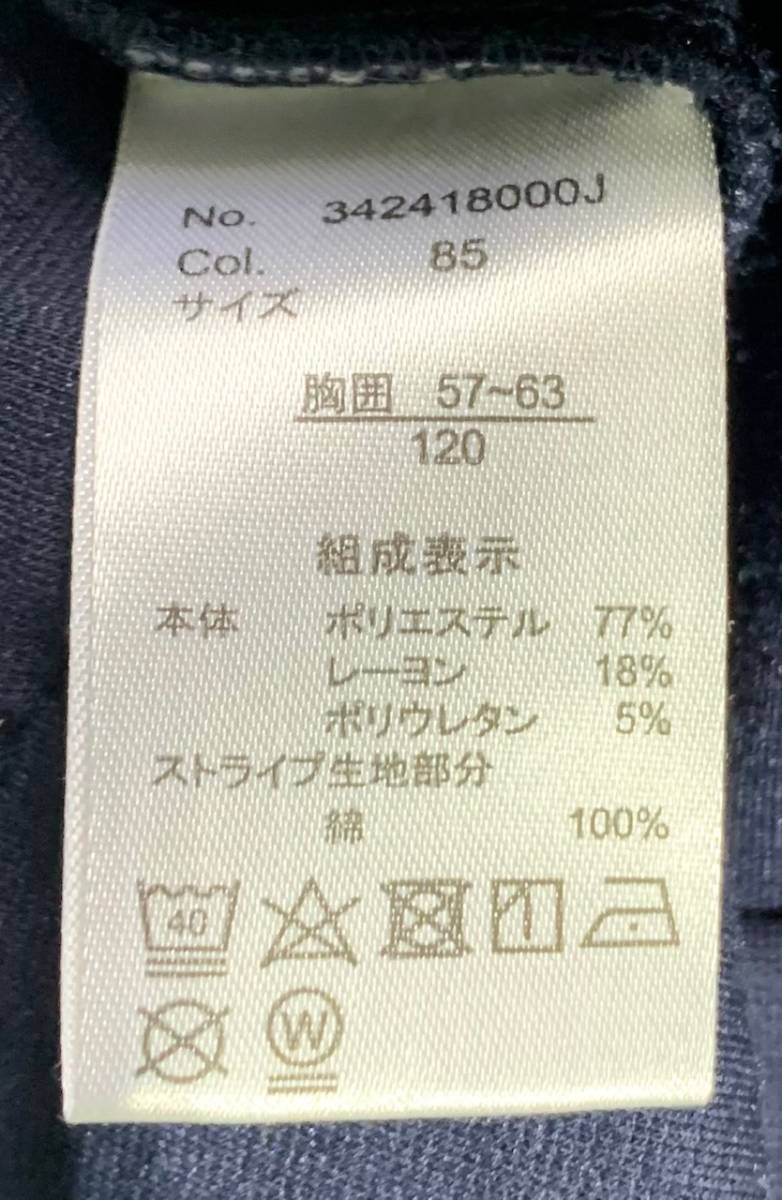 No. 342418000J
Col. 85
サイズ
胸囲 57~63
120
組成表示
本体 ポリエステル 77%
レーヨン 18%
ポリウレタン 5%
ストライプ生地部分
綿 100%
40
W